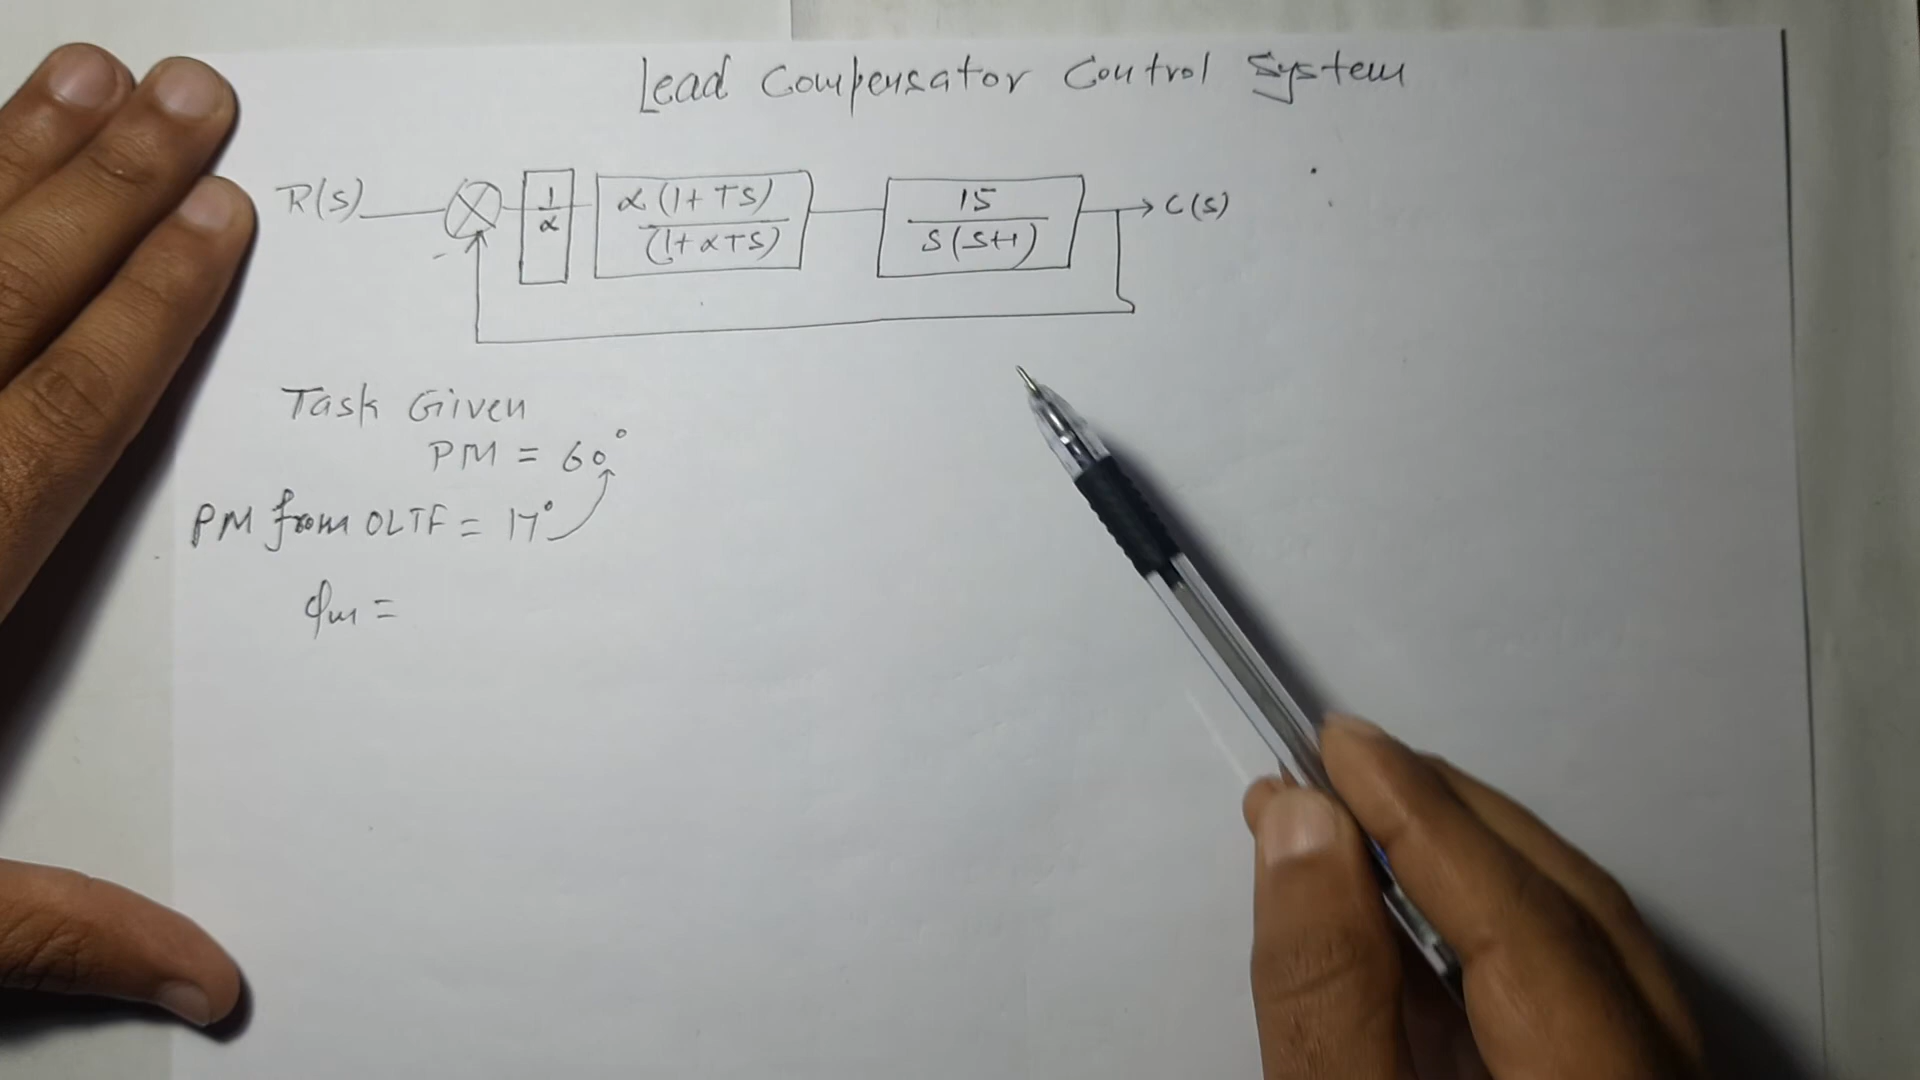 Lead Compensator Control System
R(s) 1/α α(1+TS)/(1+αTS) 15/S(S+1) → C(s)
-
Task Given
PM = 60°
PM from OLTF = 17°
φm =